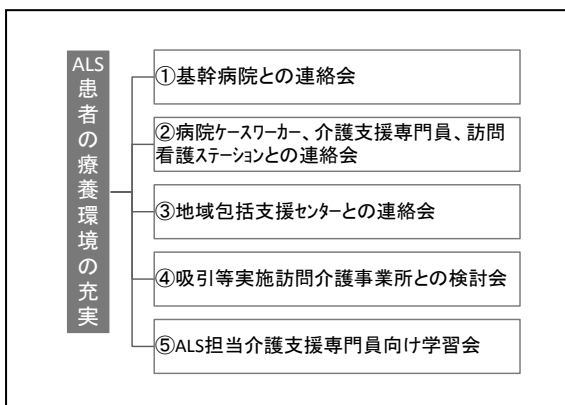 ALS患者の療養環境の充実
①基幹病院との連絡会
②病院ｹｰｽﾜｰｶｰ、介護支援専門員、訪問
看護ｽﾃｰｼｮﾝとの連絡会
③地域包括支援ｾﾝﾀｰとの連絡会
④吸引等実施訪問介護事業所との検討会
⑤ALS担当介護支援専門員向け学習会